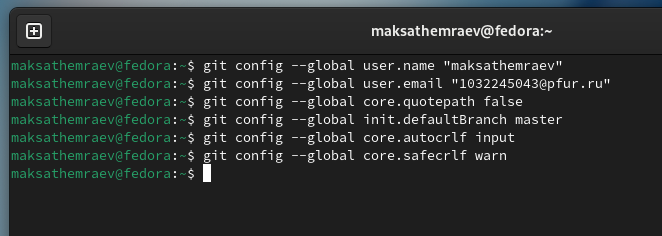 maksathemraev@fedora:~
maksathemraev@fedora:~$ git config --global user.name "maksathemraev"
maksathemraev@fedora:~$ git config --global user.email "1032245043@pfur.ru"
maksathemraev@fedora:~$ git config --global core.quotepath false
maksathemraev@fedora:~$ git config --global init.defaultBranch master
maksathemraev@fedora:~$ git config --global core.autocrlf input
maksathemraev@fedora:~$ git config --global core.safecrlf warn
maksathemraev@fedora:~$